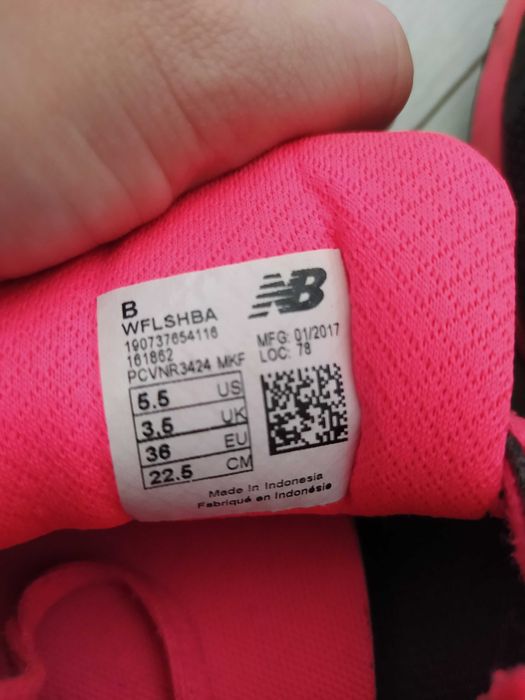 B
WFLSHBA
190737654116
161862
PCVNR3424 MKF
NB
MFG: 01/2017
LOC: 78
5.5 US
3.5 UK
36 EU
22.5 CM
Made in Indonesia
Fabriqué en Indonésie